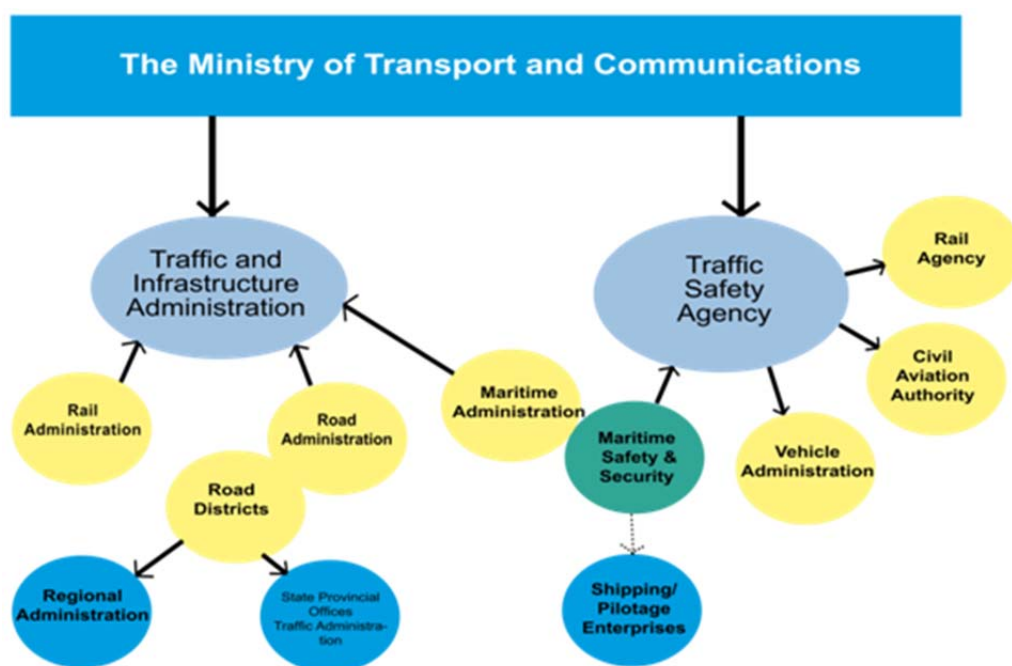 The Ministry of Transport and Communications
Traffic and
Infrastructure
Administration
Traffic
Safety
Agency
Rail
Agency
Civil
Aviation
Authority
Rail
Administration
Road
Administration
Maritime
Administration
Maritime
Safety &
Security
Vehicle
Administration
Road
Districts
Regional
Administration
State Provincial
Offices
Traffic Administra-
tion
Shipping/
Pilotage
Enterprises